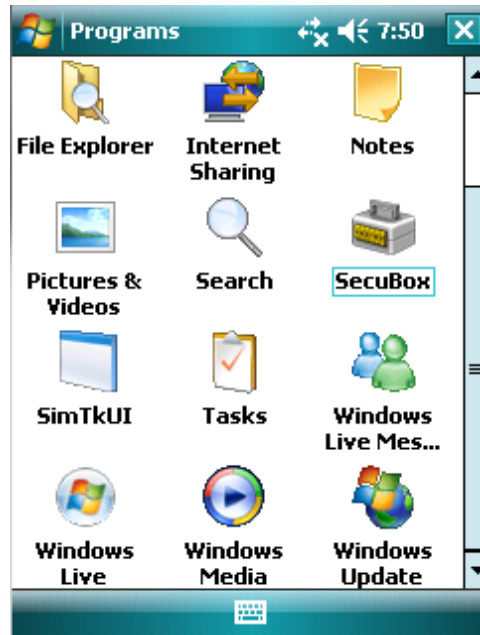 Programs 7:50
File Explorer Internet Sharing Notes
Pictures & Videos Search SecuBox
SimTkUI Tasks Windows Live Mes...
Windows Live Windows Media Windows Update